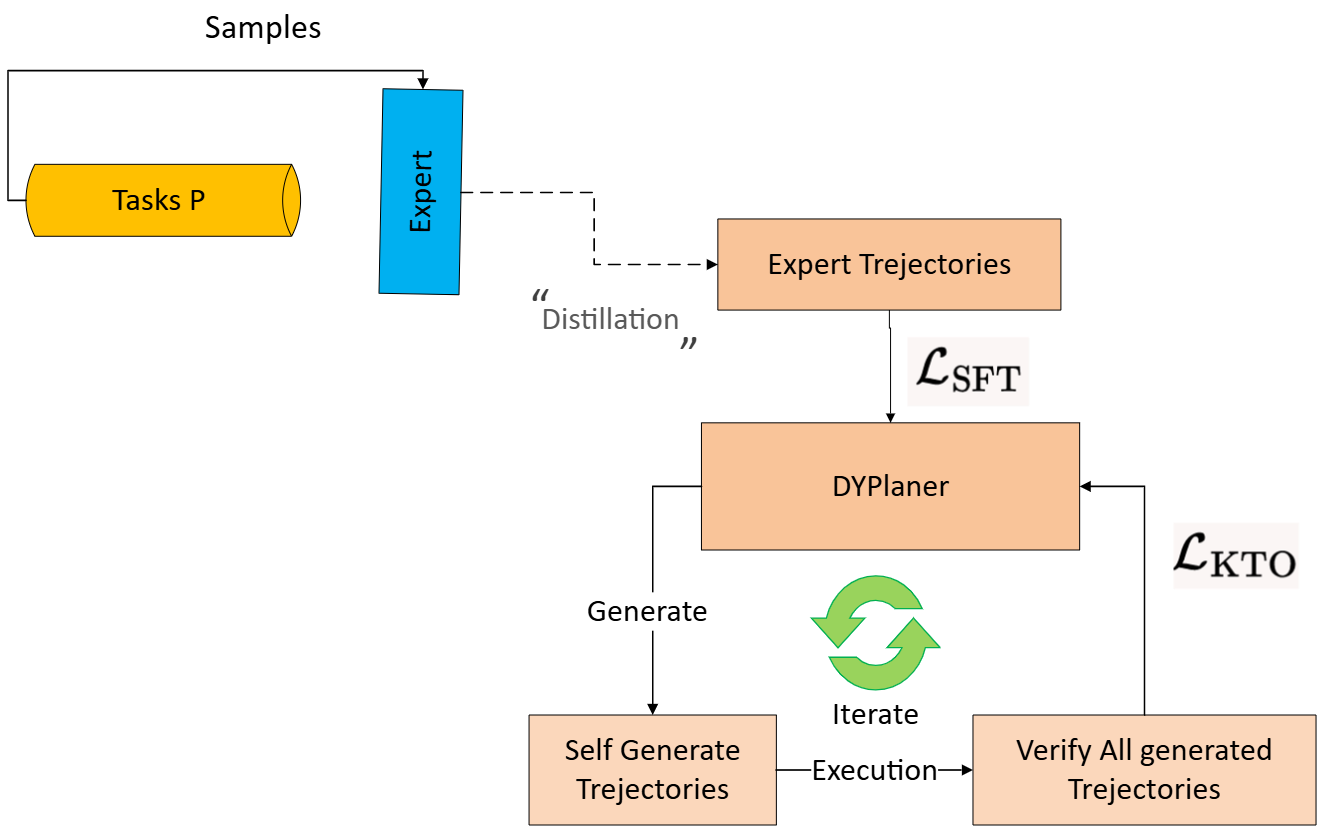 Samples
Tasks P
Expert
Expert Trejectories
“
Distillation
”
ℒSFT
DYPlaner
ℒKTO
Generate
Iterate
Self Generate
Trejectories
Execution
Verify All generated
Trejectories